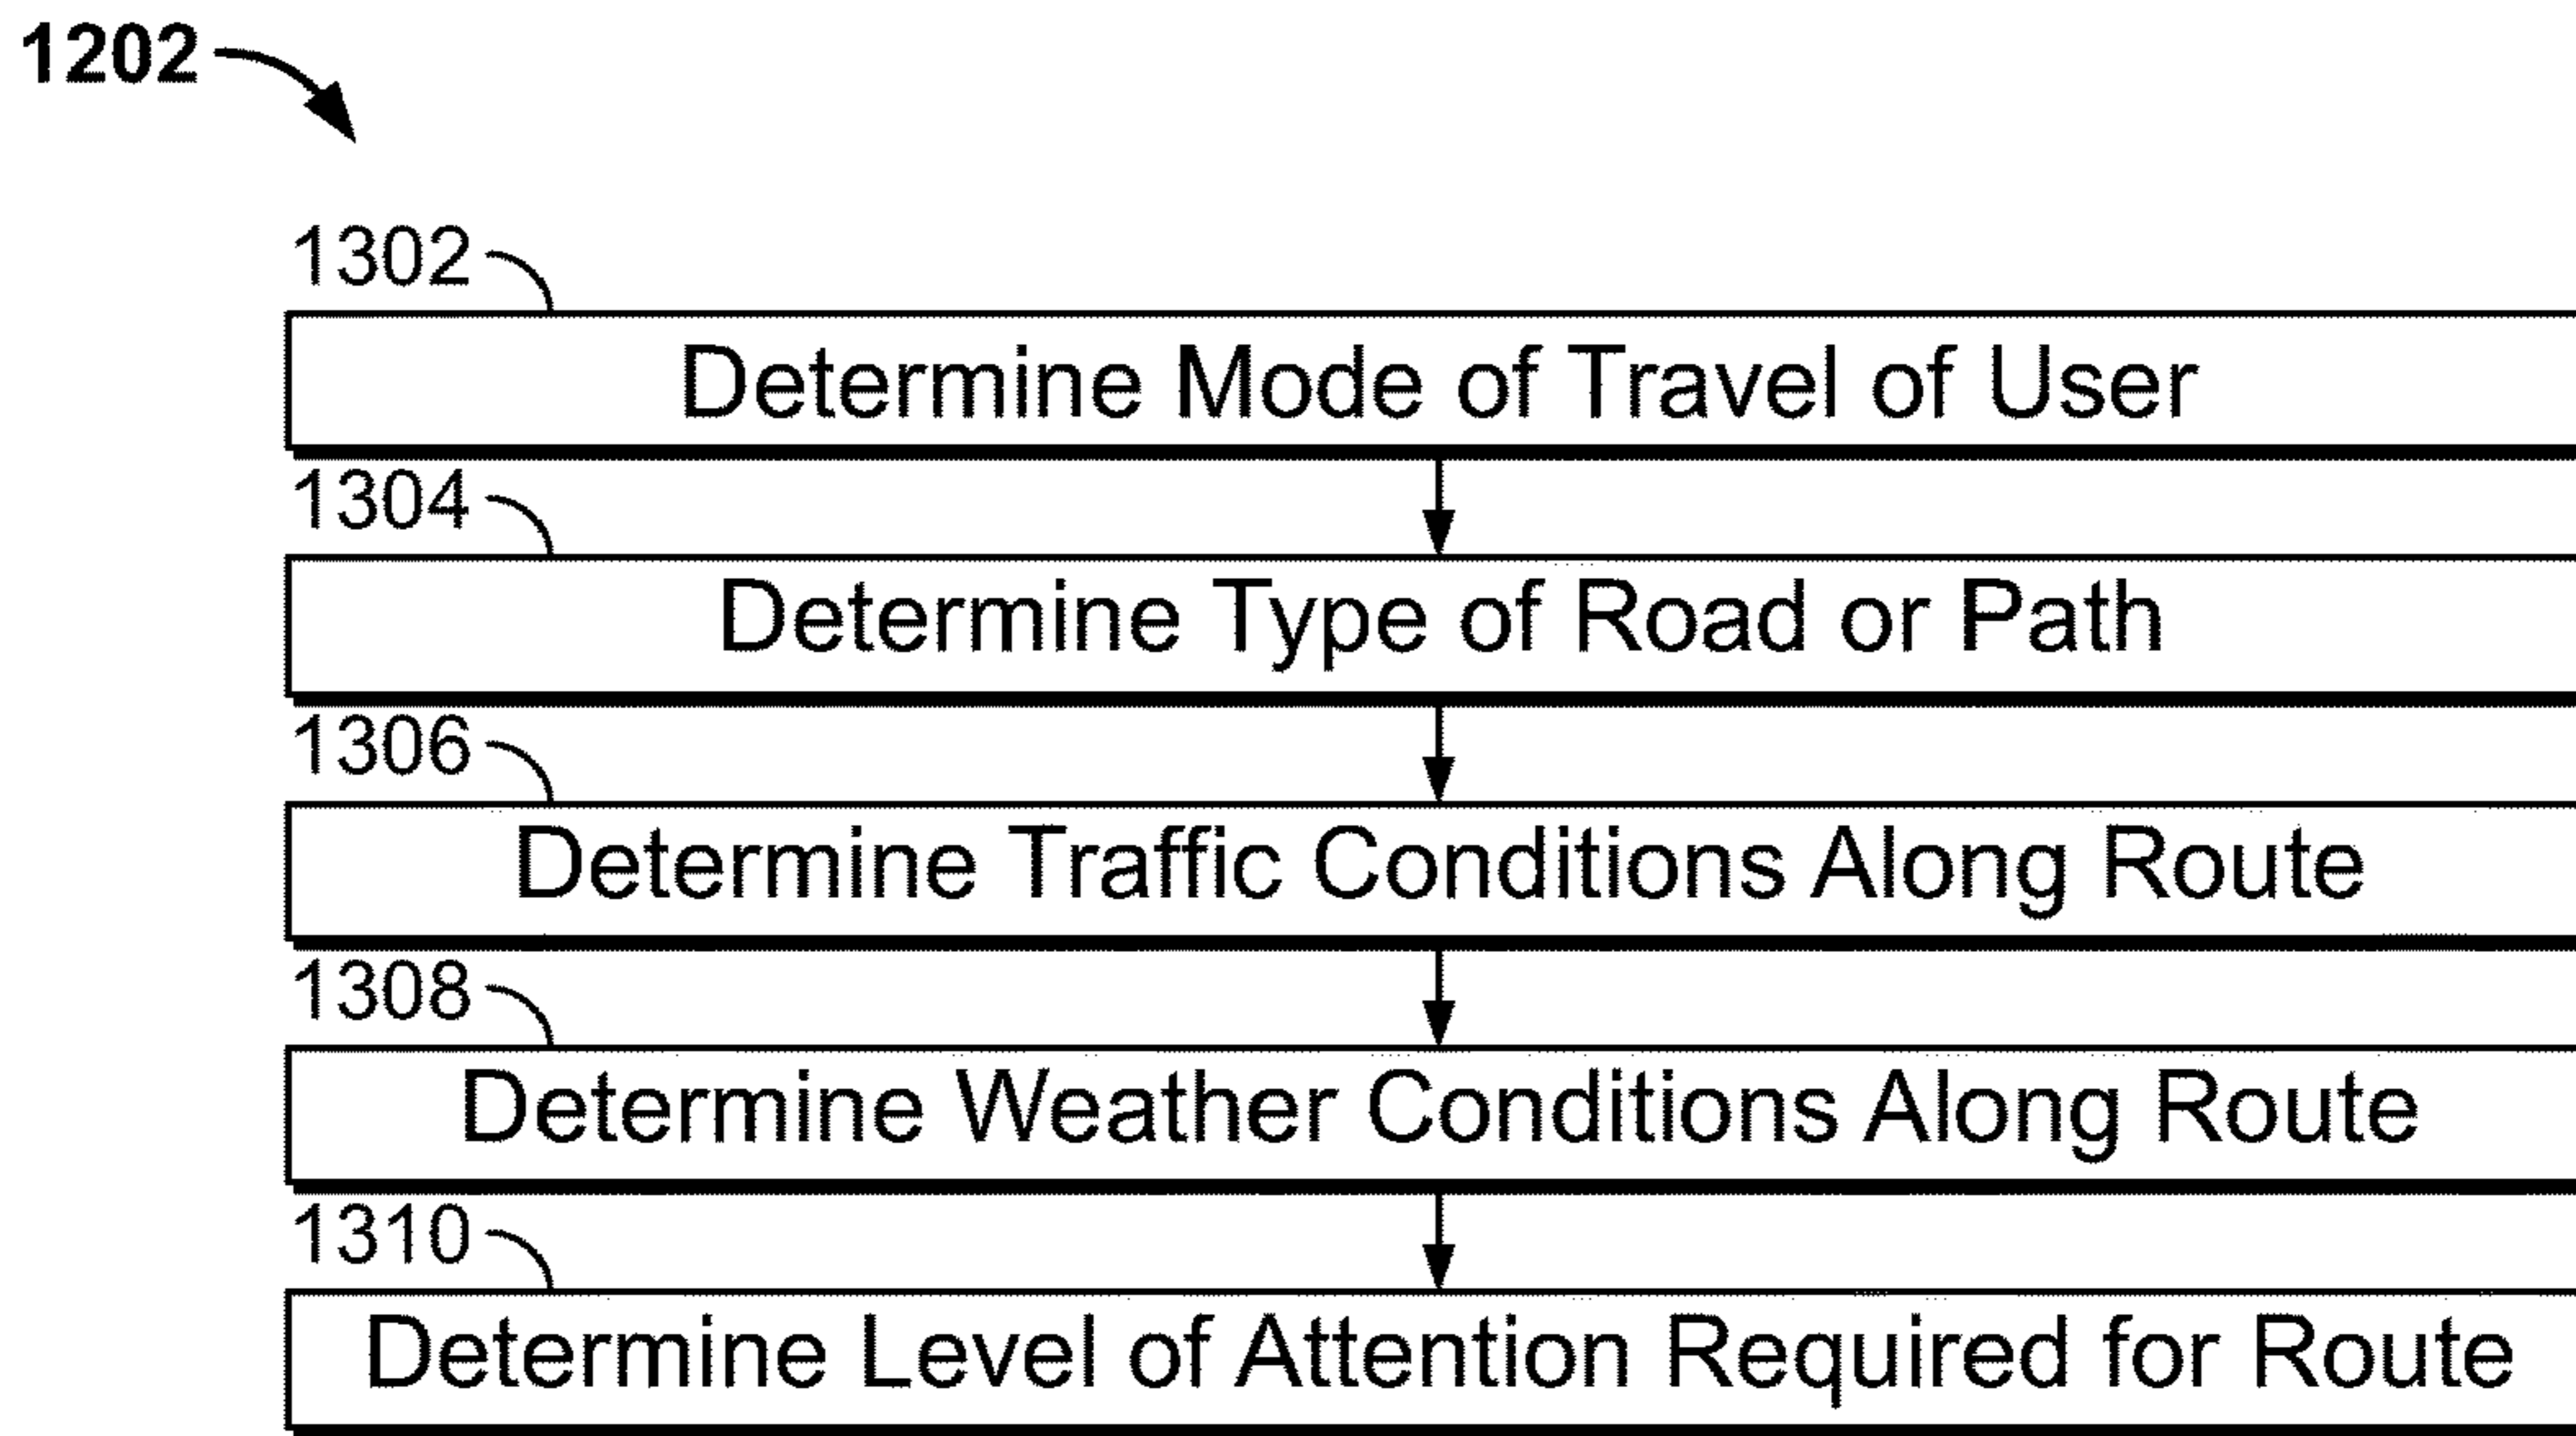 1202
1302
Determine Mode of Travel of User
1304
Determine Type of Road or Path
1306
Determine Traffic Conditions Along Route
1308
Determine Weather Conditions Along Route
1310
Determine Level of Attention Required for Route